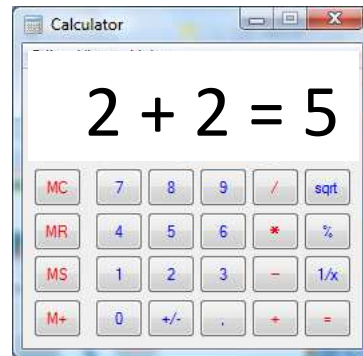 Calculator
2 + 2 = 5
MC 7 8 9 / sqrt
MR 4 5 6 * %
MS 1 2 3 - 1/x
M+ 0 +/- , + =